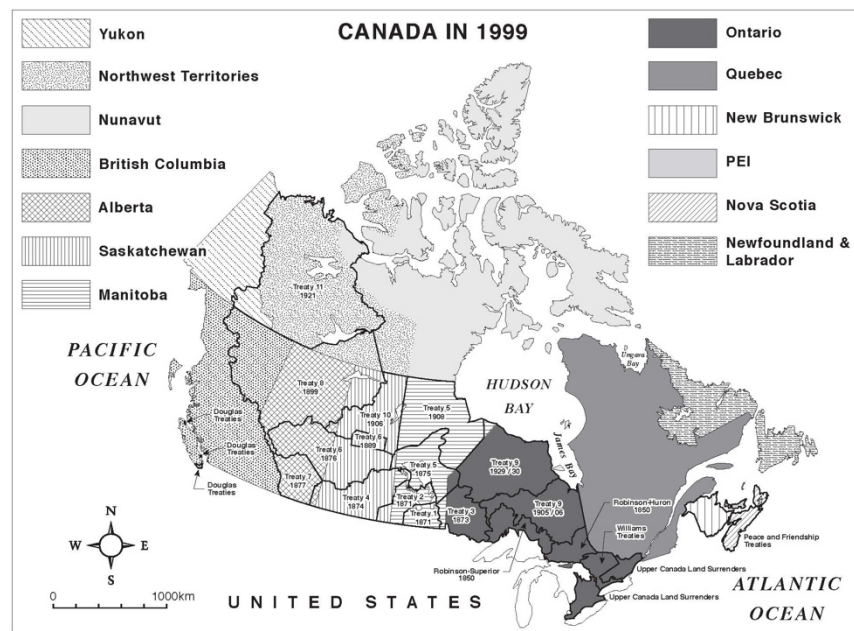 CANADA IN 1999
Yukon
Northwest Territories
Nunavut
British Columbia
Alberta
Saskatchewan
Manitoba
Ontario
Quebec
New Brunswick
PEI
Nova Scotia
Newfoundland &
Labrador
Treaty 11
1921
PACIFIC
OCEAN
HUDSON
BAY
Ungava
Bay
James Bay
Treaty 8
1899
Treaty 10
1906
Treaty 5
1908
Treaty 6
1889
Treaty 6
1876
Treaty 5
1875
Treaty 7
1877
Treaty 4
1874
Treaty 2
1871
Treaty 1
1871
Treaty 3
1873
Treaty 9
1929 / 30
Treaty 9
1905 / 06
Douglas
Treaties
Douglas
Treaties
Douglas
Treaties
Robinson-Huron
1850
Williams
Treaties
Robinson-Superior
1850
Peace and Friendship
Treaties
Upper Canada Land Surrenders
Upper Canada Land Surrenders
N
W
E
S
0
1000km
UNITED STATES
ATLANTIC
OCEAN